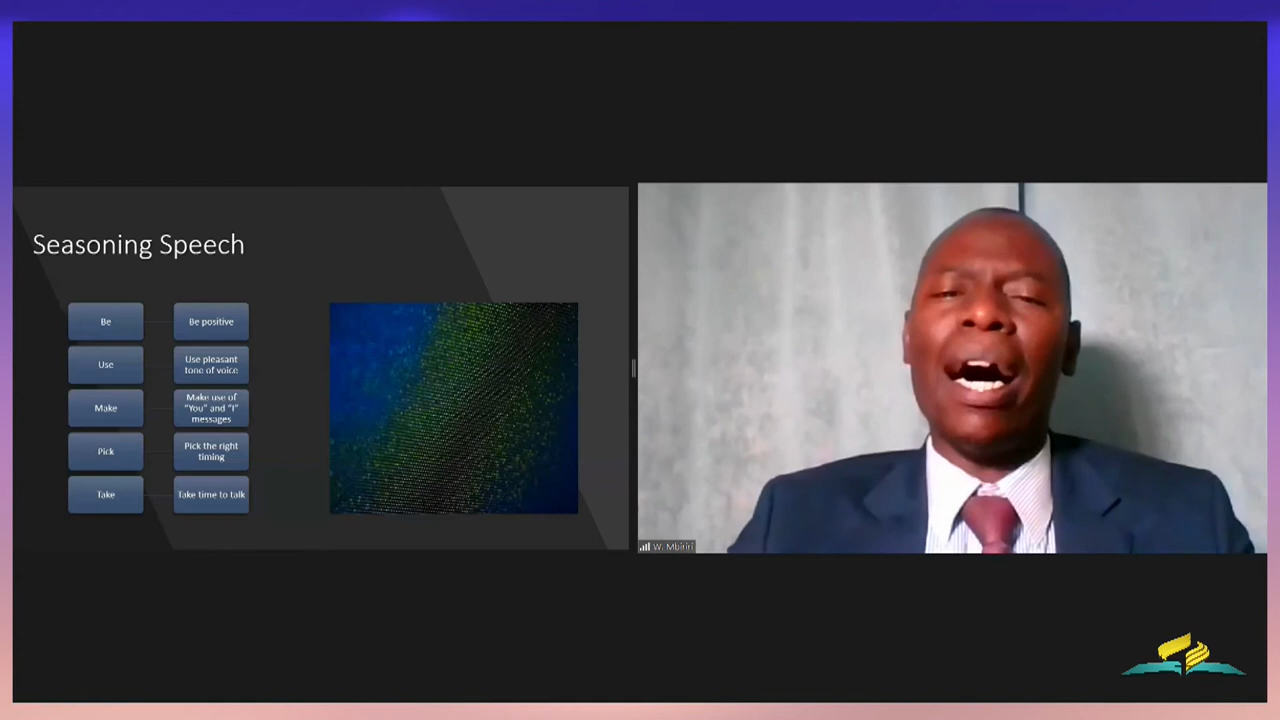 Seasoning Speech
Be
Be positive
Use
Use pleasant
tone of voice
Make
Make use of
"You" and "I"
messages
Pick
Pick the right
timing
Take
Take time to talk
W. Mbiriri